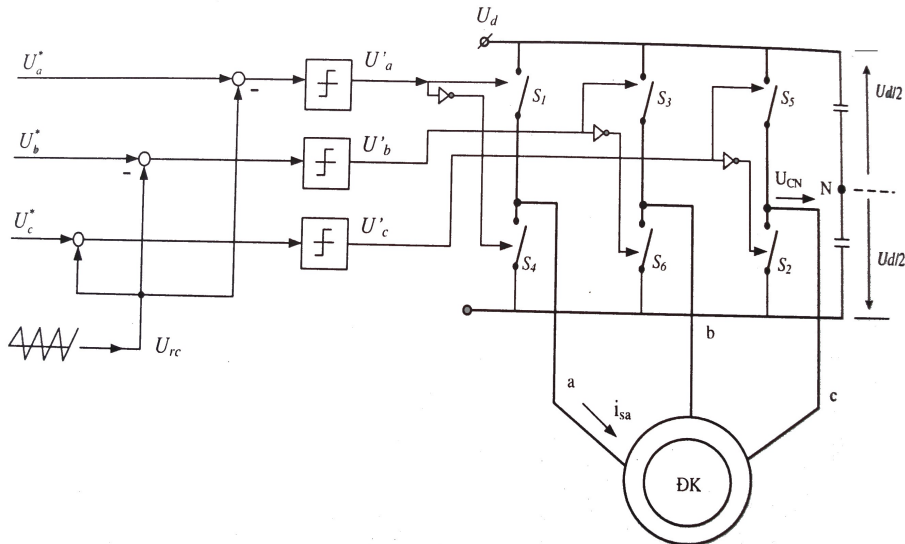 U_d
U*_a
U'_a
S_1
S_3
S_5
Ud/2
U*_b
U'_b
U_CN
N
U*_c
U'_c
S_4
S_6
S_2
Ud/2
U_rc
b
a
i_sa
c
ĐK